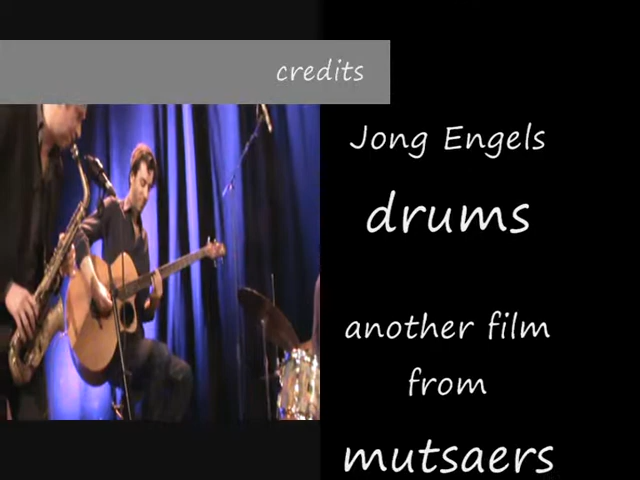 credits
Jong Engels
drums
another film
from
mutsaers